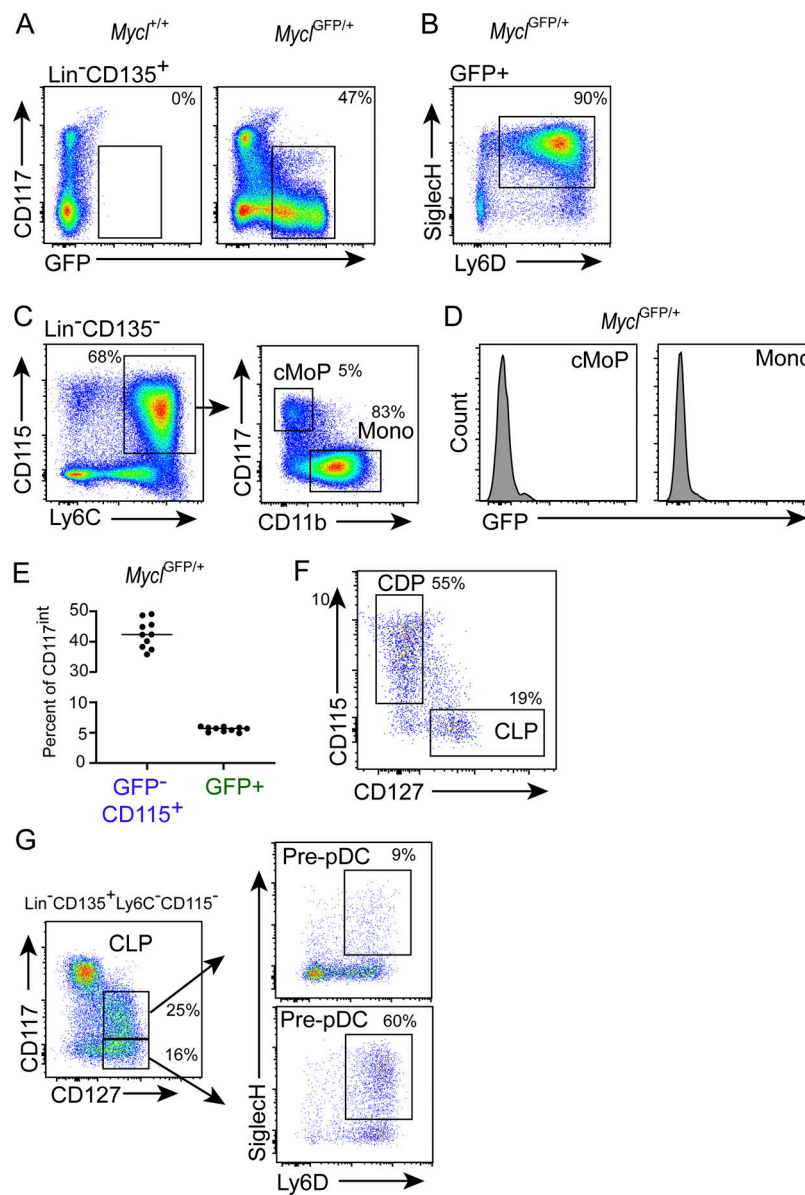 A
Mycl+/+
MyclGFP/+
Lin-CD135+
0%
47%
CD117
GFP
B
MyclGFP/+
GFP+
90%
SiglecH
Ly6D
C
Lin-CD135-
68%
CD115
Ly6C
cMoP 5%
83%
Mono
CD117
CD11b
D
MyclGFP/+
cMoP
Mono
Count
GFP
E
MyclGFP/+
Percent of CD117int
50
40
30
10
5
0
GFP-
CD115+
GFP+
F
CDP 55%
10
19%
CLP
CD115
CD127
G
Lin-CD135+Ly6C-CD115-
CLP
25%
16%
CD117
CD127
Pre-pDC 9%
Pre-pDC 60%
SiglecH
Ly6D